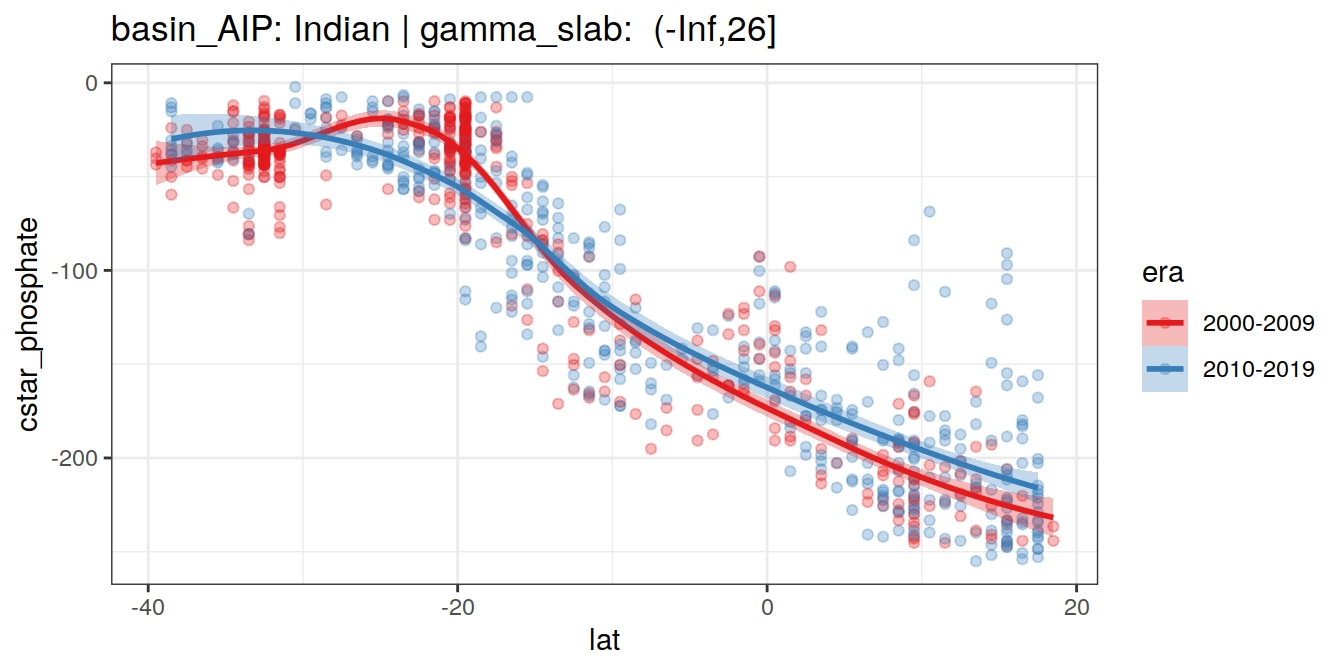 basin_AIP: Indian | gamma_slab:  (-Inf,26]
cstar_phosphate
0
-100
-200
-40
-20
0
20
lat
era
2000-2009
2010-2019